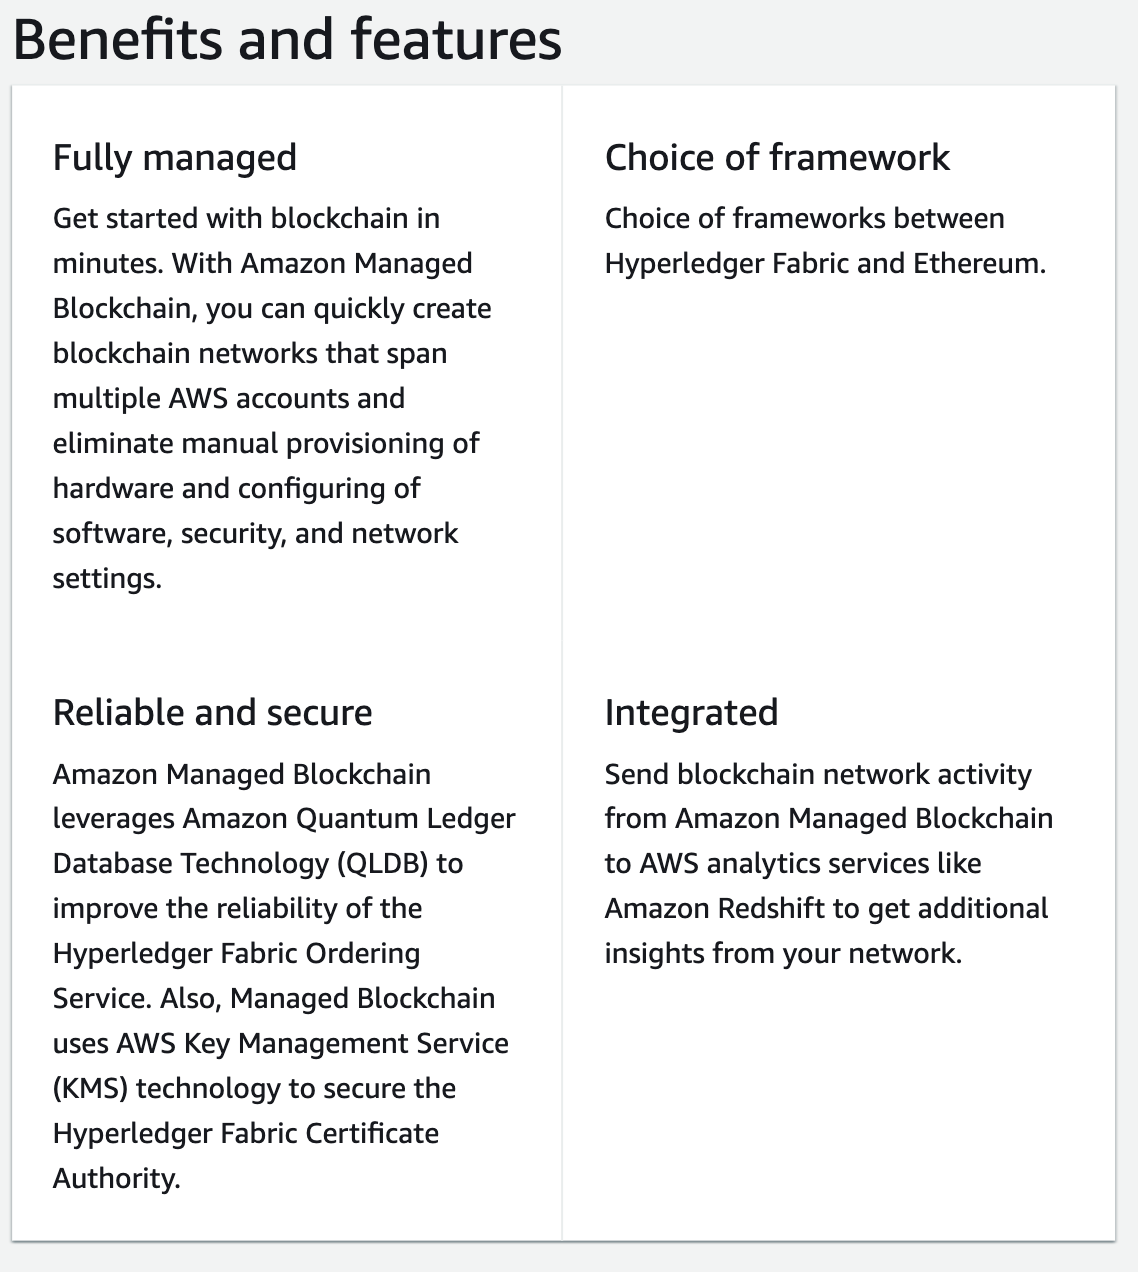 Benefits and features
Fully managed
Get started with blockchain in
minutes. With Amazon Managed
Blockchain, you can quickly create
blockchain networks that span
multiple AWS accounts and
eliminate manual provisioning of
hardware and configuring of
software, security, and network
settings.
Choice of framework
Choice of frameworks between
Hyperledger Fabric and Ethereum.
Reliable and secure
Amazon Managed Blockchain
leverages Amazon Quantum Ledger
Database Technology (QLDB) to
improve the reliability of the
Hyperledger Fabric Ordering
Service. Also, Managed Blockchain
uses AWS Key Management Service
(KMS) technology to secure the
Hyperledger Fabric Certificate
Authority.
Integrated
Send blockchain network activity
from Amazon Managed Blockchain
to AWS analytics services like
Amazon Redshift to get additional
insights from your network.